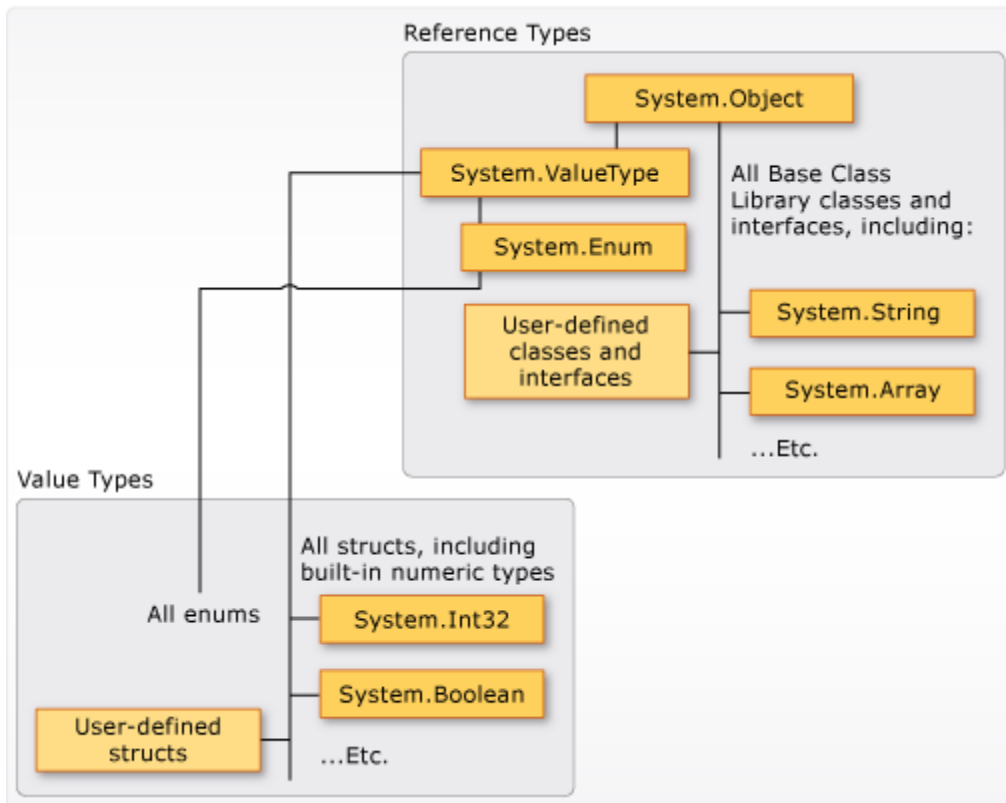 Reference Types
System.Object
System.ValueType
All Base Class
Library classes and
interfaces, including:
System.Enum
User-defined
classes and
interfaces
System.String
System.Array
...Etc.
Value Types
All structs, including
built-in numeric types
All enums
System.Int32
System.Boolean
User-defined
structs
...Etc.